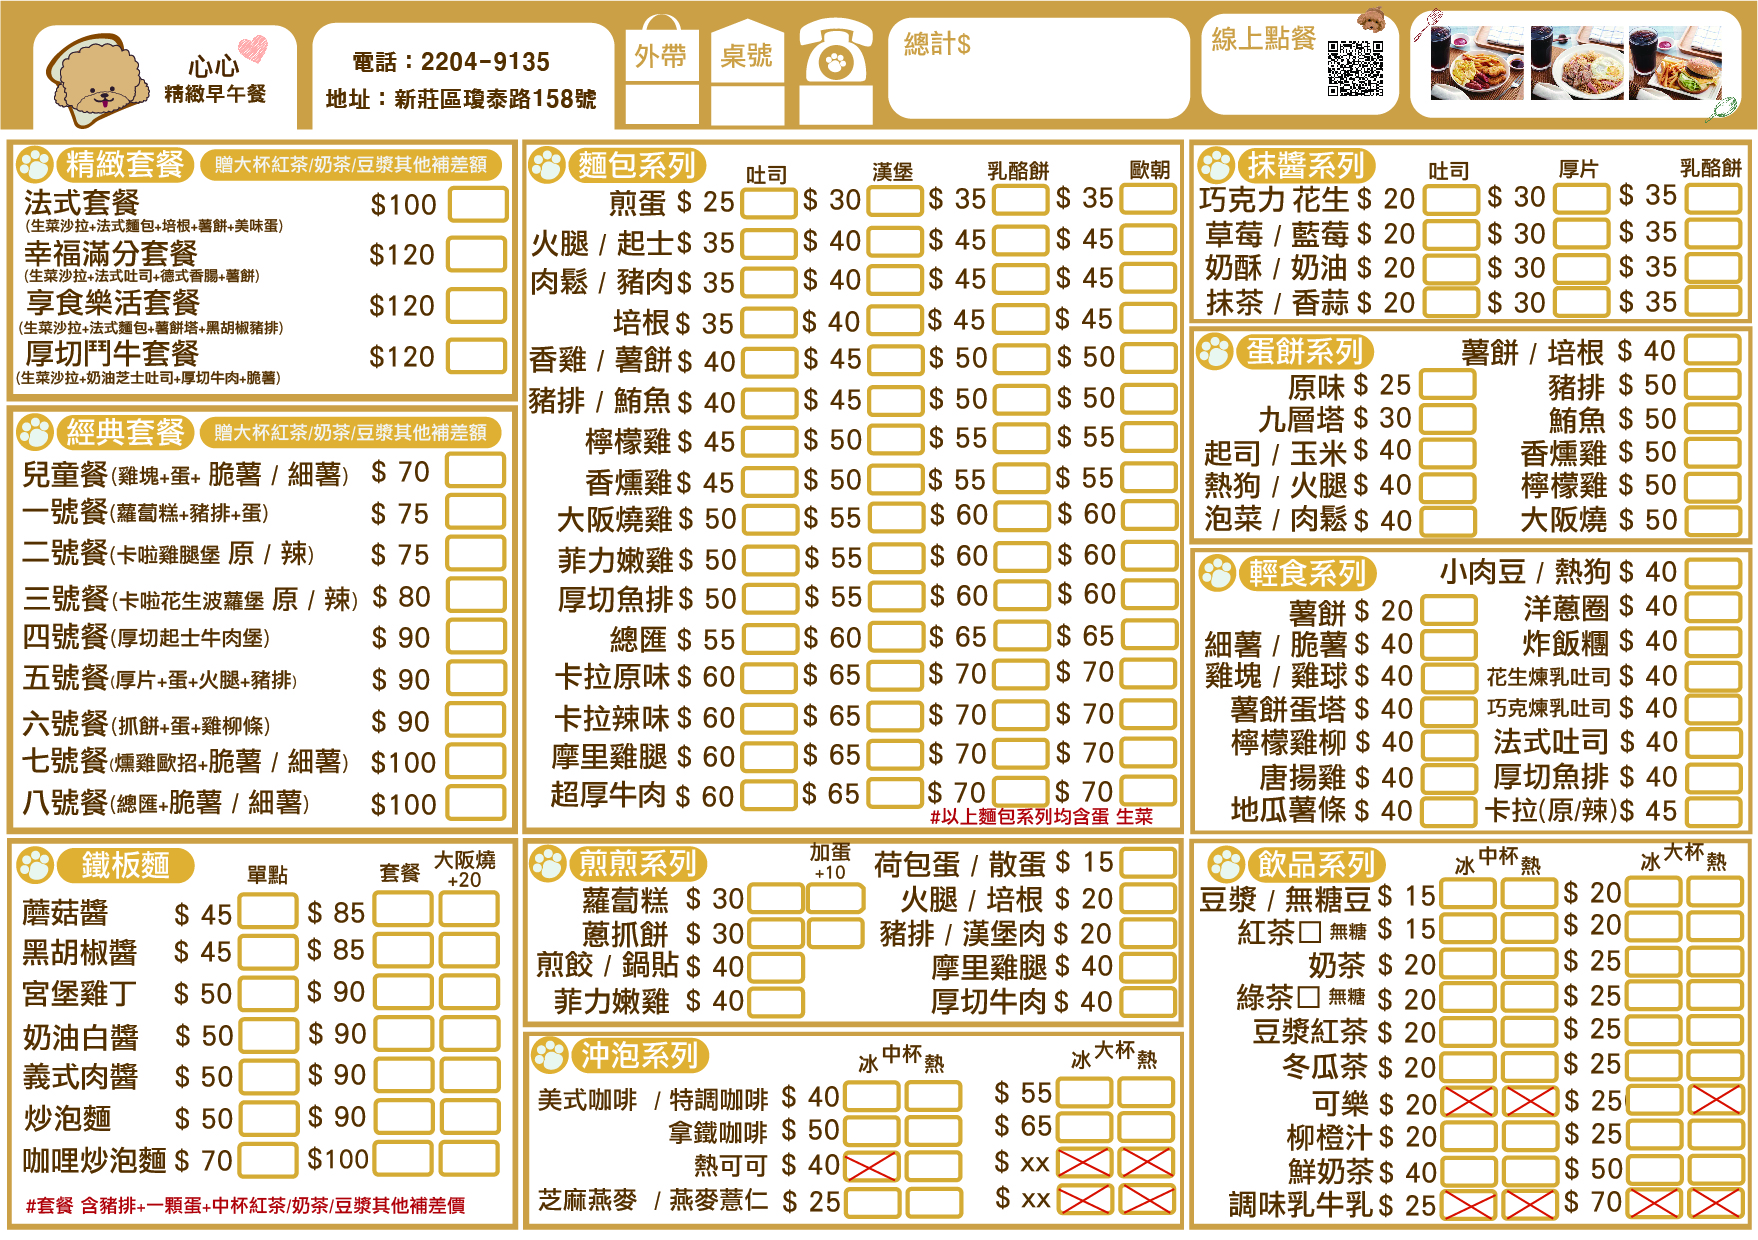 心心
精緻早午餐
電話：2204-9135
地址：新莊區瓊泰路158號
外帶
桌號
總計$
線上點餐
精緻套餐 贈大杯紅茶/奶茶/豆漿其他補差額
法式套餐 $100
(生菜沙拉+法式麵包+培根+薯餅+美味蛋)
幸福滿分套餐 $120
(生菜沙拉+法式吐司+德式香腸+薯餅)
享食樂活套餐 $120
(生菜沙拉+法式麵包+薯餅塔+黑胡椒豬排)
厚切鬥牛套餐 $120
(生菜沙拉+奶油芝士吐司+厚切牛肉+脆薯)
經典套餐 贈大杯紅茶/奶茶/豆漿其他補差額
兒童餐(雞塊+蛋+ 脆薯 / 細薯) $ 70
一號餐(蘿蔔糕+豬排+蛋) $ 75
二號餐(卡啦雞腿堡 原 / 辣) $ 75
三號餐(卡啦花生波蘿堡 原 / 辣) $ 80
四號餐(厚切起士牛肉堡) $ 90
五號餐(厚片+蛋+火腿+豬排) $ 90
六號餐(抓餅+蛋+雞柳條) $ 90
七號餐(燻雞歐招+脆薯 / 細薯) $100
八號餐(總匯+脆薯 / 細薯) $100
鐵板麵 單點 套餐 大阪燒
+20
蘑菇醬 $ 45 $ 85
黑胡椒醬 $ 45 $ 85
宮堡雞丁 $ 50 $ 90
奶油白醬 $ 50 $ 90
義式肉醬 $ 50 $ 90
炒泡麵 $ 50 $ 90
咖哩炒泡麵 $ 70 $100
#套餐 含豬排+一顆蛋+中杯紅茶/奶茶/豆漿其他補差價
麵包系列 吐司 漢堡 乳酪餅 歐朝
煎蛋 $ 25 $ 30 $ 35 $ 35
火腿 / 起士 $ 35 $ 40 $ 45 $ 45
肉鬆 / 豬肉 $ 35 $ 40 $ 45 $ 45
培根 $ 35 $ 40 $ 45 $ 45
香雞 / 薯餅 $ 40 $ 45 $ 50 $ 50
豬排 / 鮪魚 $ 40 $ 45 $ 50 $ 50
檸檬雞 $ 45 $ 50 $ 55 $ 55
香燻雞 $ 45 $ 50 $ 55 $ 55
大阪燒雞 $ 50 $ 55 $ 60 $ 60
菲力嫩雞 $ 50 $ 55 $ 60 $ 60
厚切魚排 $ 50 $ 55 $ 60 $ 60
總匯 $ 55 $ 60 $ 65 $ 65
卡拉原味 $ 60 $ 65 $ 70 $ 70
卡拉辣味 $ 60 $ 65 $ 70 $ 70
摩里雞腿 $ 60 $ 65 $ 70 $ 70
超厚牛肉 $ 60 $ 65 $ 70 $ 70
#以上麵包系列均含蛋 生菜
煎煎系列 加蛋
+10
蘿蔔糕 $ 30
蔥抓餅 $ 30
煎餃 / 鍋貼 $ 40
菲力嫩雞 $ 40
荷包蛋 / 散蛋 $ 15
火腿 / 培根 $ 20
豬排 / 漢堡肉 $ 20
摩里雞腿 $ 40
厚切牛肉 $ 40
沖泡系列 冰 中杯 熱 冰 大杯 熱
美式咖啡 / 特調咖啡 $ 40 $ 55
拿鐵咖啡 $ 50 $ 65
熱可可 $ 40 $ xx
芝麻燕麥 / 燕麥薏仁 $ 25 $ xx
抹醬系列 吐司 厚片 乳酪餅
巧克力 花生 $ 20 $ 30 $ 35
草莓 / 藍莓 $ 20 $ 30 $ 35
奶酥 / 奶油 $ 20 $ 30 $ 35
抹茶 / 香蒜 $ 20 $ 30 $ 35
蛋餅系列
原味 $ 25
九層塔 $ 30
起司 / 玉米 $ 40
熱狗 / 火腿 $ 40
泡菜 / 肉鬆 $ 40
薯餅 / 培根 $ 40
豬排 $ 50
鮪魚 $ 50
香燻雞 $ 50
檸檬雞 $ 50
大阪燒 $ 50
輕食系列
薯餅 $ 20
細薯 / 脆薯 $ 40
雞塊 / 雞球 $ 40
薯餅蛋塔 $ 40
檸檬雞柳 $ 40
唐揚雞 $ 40
地瓜薯條 $ 40
小肉豆 / 熱狗 $ 40
洋蔥圈 $ 40
炸飯糰 $ 40
花生煉乳吐司 $ 40
巧克煉乳吐司 $ 40
法式吐司 $ 40
厚切魚排 $ 40
卡拉(原/辣) $ 45
飲品系列 冰 中杯 熱 冰 大杯 熱
豆漿 / 無糖豆 $ 15 $ 20
紅茶□ 無糖 $ 15 $ 20
奶茶 $ 20 $ 25
綠茶□ 無糖 $ 20 $ 25
豆漿紅茶 $ 20 $ 25
冬瓜茶 $ 20 $ 25
可樂 $ 20 $ 25
柳橙汁 $ 20 $ 25
鮮奶茶 $ 40 $ 50
調味乳牛乳 $ 25 $ 70